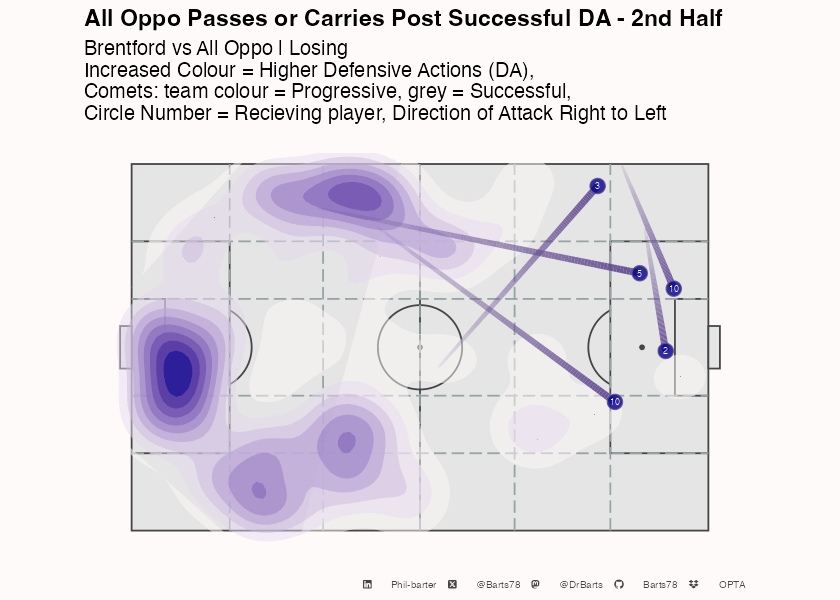 All Oppo Passes or Carries Post Successful DA - 2nd Half
Brentford vs All Oppo | Losing
Increased Colour = Higher Defensive Actions (DA),
Comets: team colour = Progressive, grey = Successful,
Circle Number = Recieving player, Direction of Attack Right to Left
3
5
10
2
10
Phil-barter @Barts78 @DrBarts Barts78 OPTA